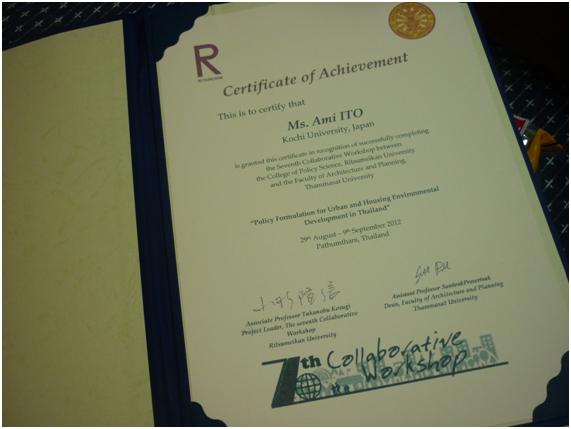 R
RITSUMEIKAN
Certificate of Achievement
This is to certify that
Ms. Ami ITO
Kochi University, Japan
is granted this certificate in recognition of successfully completing
the Seventh Collaborative Workshop between
the College of Policy Science, Ritsumeikan University
and the Faculty of Architecture and Planning,
Thammasat University
"Policy Formulation for Urban and Housing Environmental
Development in Thailand"
29th August – 9th September 2012
Pathumthani, Thailand
Associate Professor Takanobu Kosugi
Project Leader, The seventh Collaborative
Workshop
Ritsumeikan University
Assistant Professor
Dean, Faculty of Architecture and Planning
Thammasat University
7th Collaborative
the Workshop